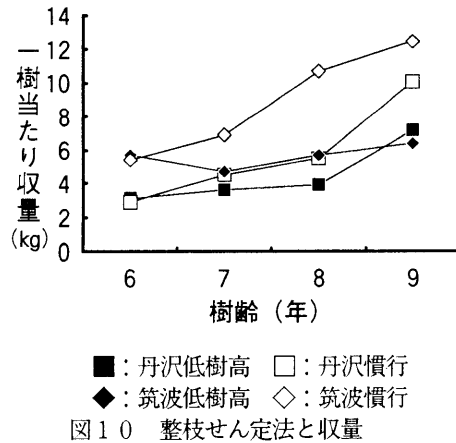 一樹当たり収量(kg)
14
12
10
8
6
4
2
0
6 7 8 9
樹齢(年)
■:丹沢低樹高 □:丹沢慣行
◆:筑波低樹高 ◇:筑波慣行
図10 整枝せん定法と収量